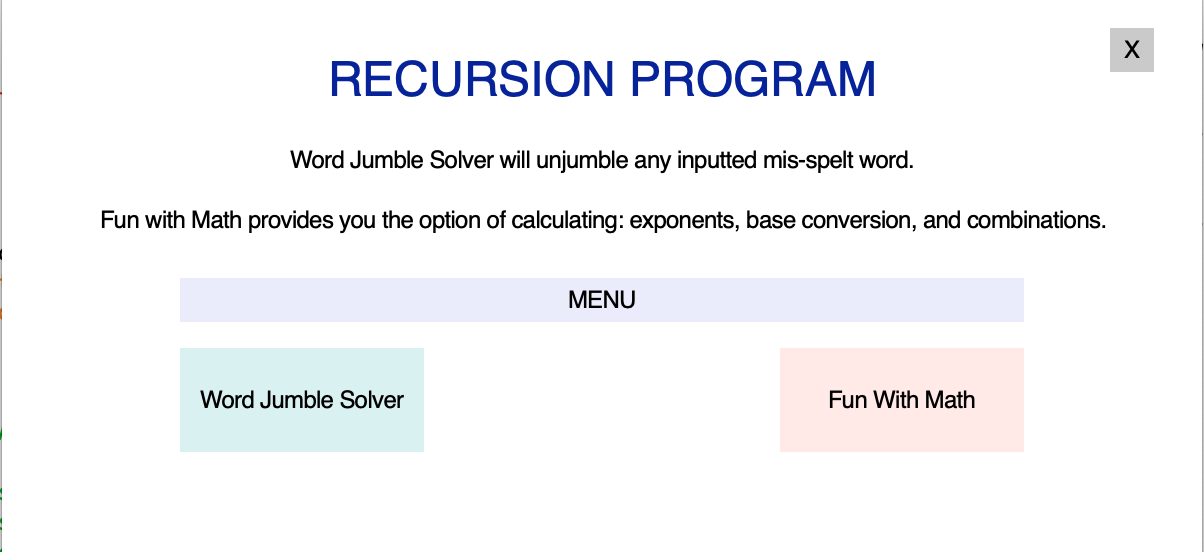 X
RECURSION PROGRAM
Word Jumble Solver will unjumble any inputted mis-spelt word.
Fun with Math provides you the option of calculating: exponents, base conversion, and combinations.
MENU
Word Jumble Solver
Fun With Math